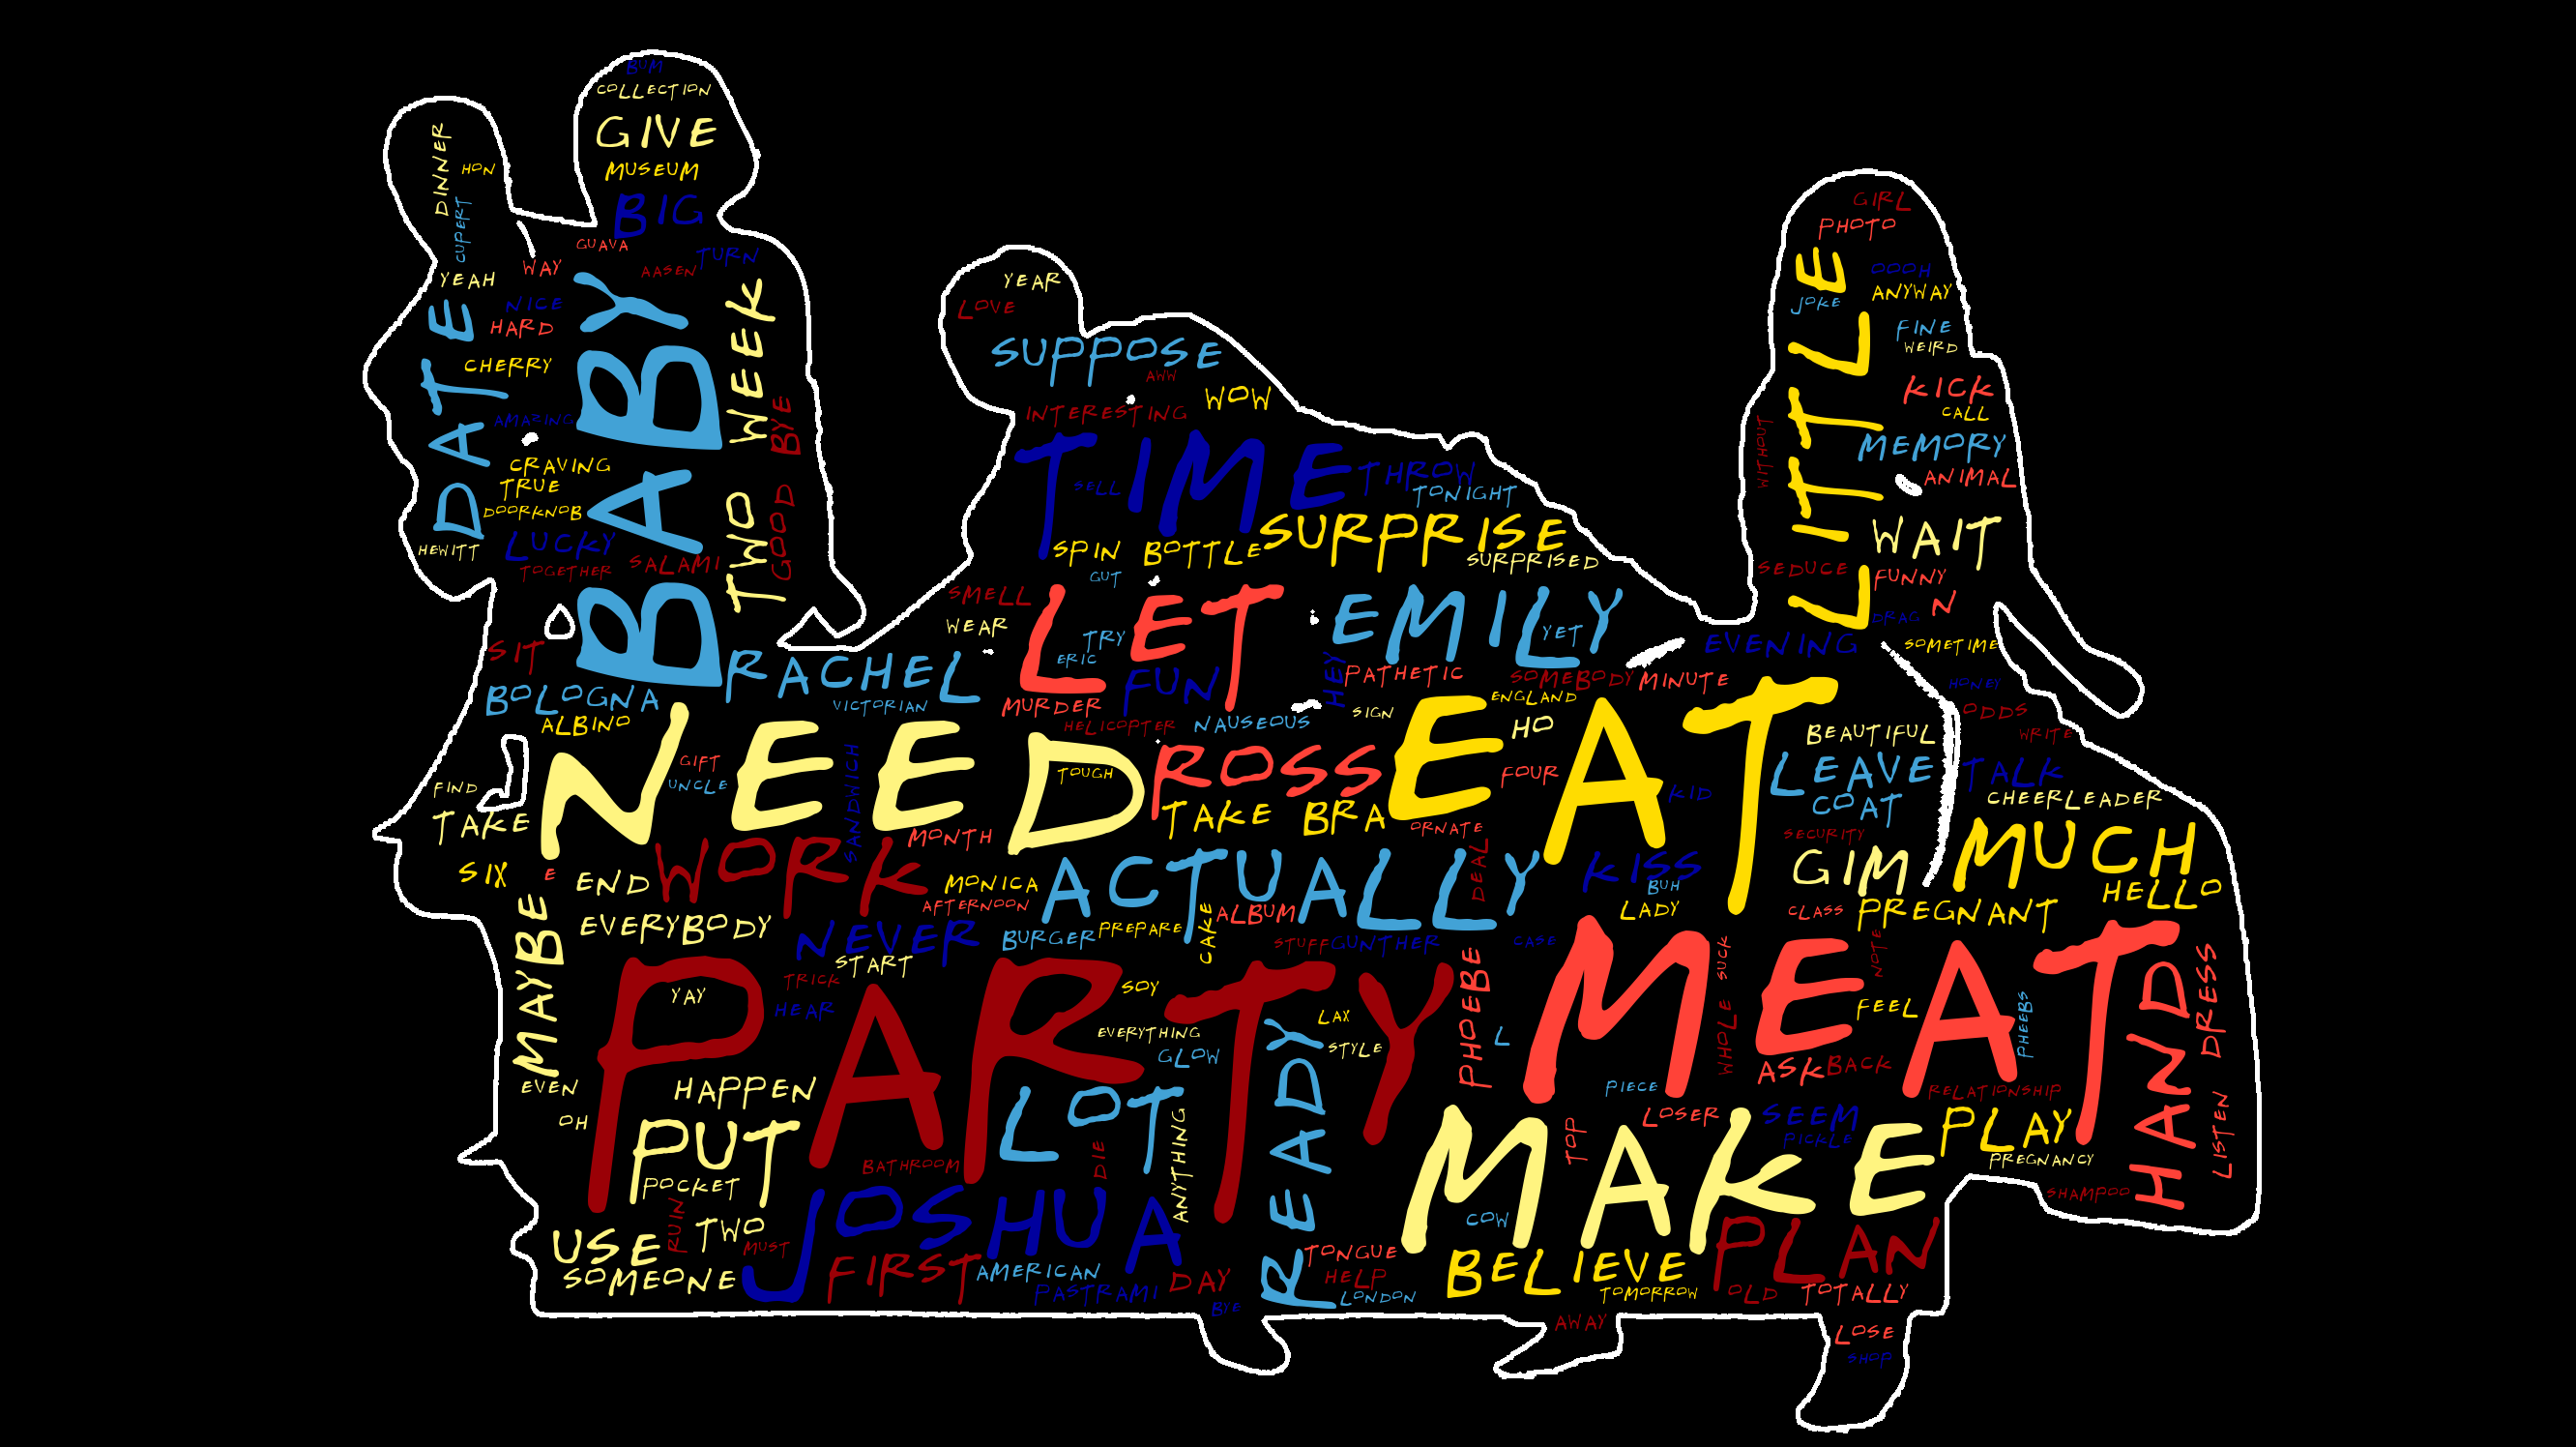 BUM
COLLECTION
GIVE
MUSEUM
BIG
DINNER
HON
CUPERT
GUAVA
TURN
WAY
AASEN
YEAH
NICE
HARD
DATE
CHERRY
BABY
TWO WEEK
GOOD BYE
AMAZING
CRAVING
TRUE
DOORKNOB
LUCKY
HEWITT
TOGETHER
SALAMI
SIT
BOLOGNA
ALBINO
RACHEL
VICTORIAN
YEAR
LOVE
SUPPOSE
AWW
WOW
INTERESTING
TIME
SELL
THROW
TONIGHT
SURPRISE
SPIN BOTTLE
SURPRISED
GUT
SMELL
LET
EMILY
WEAR
TRY
YET
ERIC
FUN
HEY
PATHETIC
SOMEBODY
MINUTE
MURDER
HELICOPTER
NAUSEOUS
SIGN
ENGLAND
HO
GIRL
PHOTO
LITTLE
OOOH
ANYWAY
JOKE
FINE
WEIRD
KICK
CALL
MEMORY
WITHOUT
ANIMAL
WAIT
SEDUCE
FUNNY
N
DRAG
EVENING
SOMETIME
HONEY
ODDS
WRITE
BEAUTIFUL
LEAVE
TALK
COAT
CHEERLEADER
SECURITY
MUCH
GIM
HELLO
CLASS
PREGNANT
NEED
GIFT
UNCLE
SANDWICH
TOUGH
ROSS
EAT
FOUR
KID
FIND
TAKE
TAKE BRA
ORNATE
MONTH
WORK
SIX
E
END
MONICA
AFTERNOON
ACTUALLY
DEAL
KISS
BUH
LADY
EVERYBODY
NEVER
BURGER
PREPARE
CAKE
ALBUM
STUFF
GUNTHER
CASE
MAYBE
START
TRICK
YAY
HEAR
PARTY
SOY
EVERYTHING
GLOW
LAX
STYLE
PHOEBE
L
MEAT
SUCK
WHOLE
NOTE
FEEL
PHEEBS
HAND
DRESS
LISTEN
ASK
BACK
PIECE
RELATIONSHIP
EVEN
HAPPEN
OH
PUT
POCKET
LOT
ANYTHING
READY
DIE
BATHROOM
LOSER
TOP
SEEM
PICKLE
PLAY
PREGNANCY
SHAMPOO
MAKE
COW
USE
RUIN
TWO
MUST
JOSHUA
SOMEONE
FIRST
AMERICAN
PASTRAMI
DAY
BYE
TONGUE
HELP
LONDON
BELIEVE
TOMORROW
PLAN
OLD
TOTALLY
AWAY
LOSE
SHOP